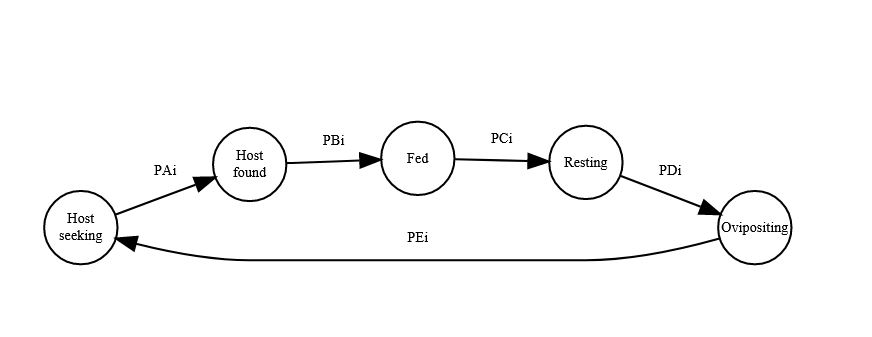 PAi
PBi
PCi
PDi
PEi
Host
seeking
Host
found
Fed
Resting
Ovipositing